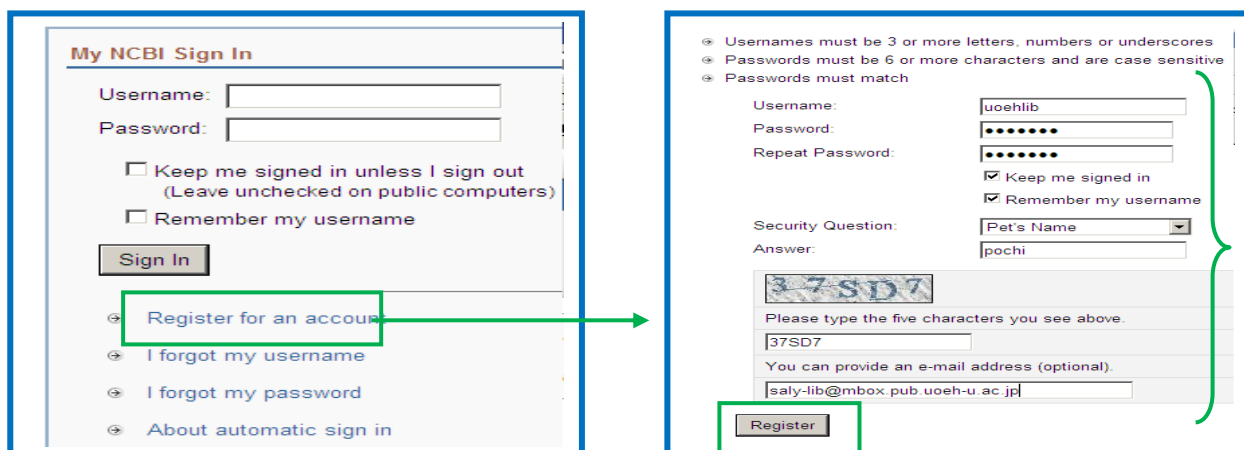 My NCBI Sign In
Username:
Password:
Keep me signed in unless I sign out
(Leave unchecked on public computers)
Remember my username
Sign In
Register for an account
I forgot my username
I forgot my password
About automatic sign in
Usernames must be 3 or more letters, numbers or underscores
Passwords must be 6 or more characters and are case sensitive
Passwords must match
Username: uoehlib
Password: •••••••
Repeat Password: •••••••
Keep me signed in
Remember my username
Security Question: Pet's Name
Answer: pochi
37SD7
Please type the five characters you see above.
37SD7
You can provide an e-mail address (optional).
saly-lib@mbox.pub.uoeh-u.ac.jp
Register